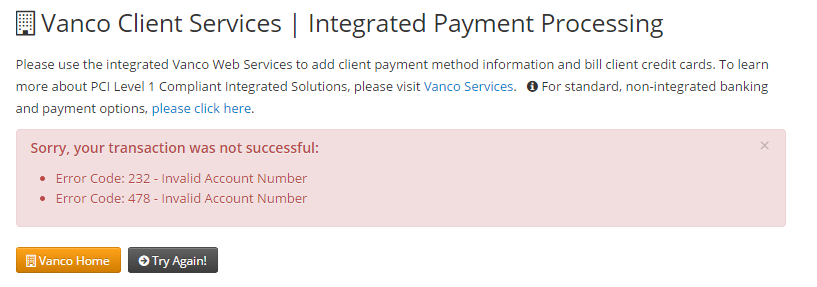 Vanco Client Services | Integrated Payment Processing
Please use the integrated Vanco Web Services to add client payment method information and bill client credit cards. To learn
more about PCI Level 1 Compliant Integrated Solutions, please visit Vanco Services. For standard, non-integrated banking
and payment options, please click here.
Sorry, your transaction was not successful: ×
Error Code: 232 - Invalid Account Number
Error Code: 478 - Invalid Account Number
Vanco Home Try Again!